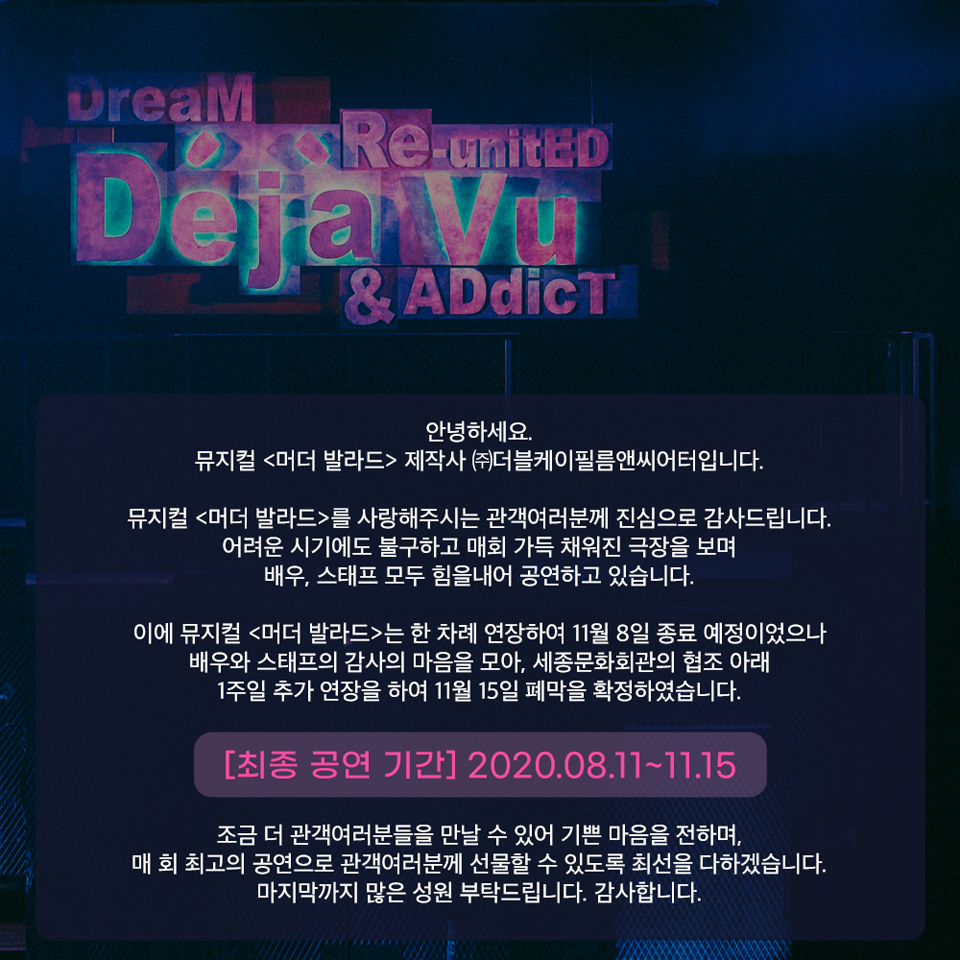 DreaM
Re-unitED
Déjà Vu
& ADdicT
안녕하세요.
뮤지컬 <머더 발라드> 제작사 ㈜더블케이필름앤씨어터입니다.
뮤지컬 <머더 발라드>를 사랑해주시는 관객여러분께 진심으로 감사드립니다.
어려운 시기에도 불구하고 매회 가득 채워진 극장을 보며
배우, 스태프 모두 힘을내어 공연하고 있습니다.
이에 뮤지컬 <머더 발라드>는 한 차례 연장하여 11월 8일 종료 예정이었으나
배우와 스태프의 감사의 마음을 모아, 세종문화회관의 협조 아래
1주일 추가 연장을 하여 11월 15일 폐막을 확정하였습니다.
[최종 공연 기간] 2020.08.11~11.15
조금 더 관객여러분들을 만날 수 있어 기쁜 마음을 전하며,
매 회 최고의 공연으로 관객여러분께 선물할 수 있도록 최선을 다하겠습니다.
마지막까지 많은 성원 부탁드립니다. 감사합니다.